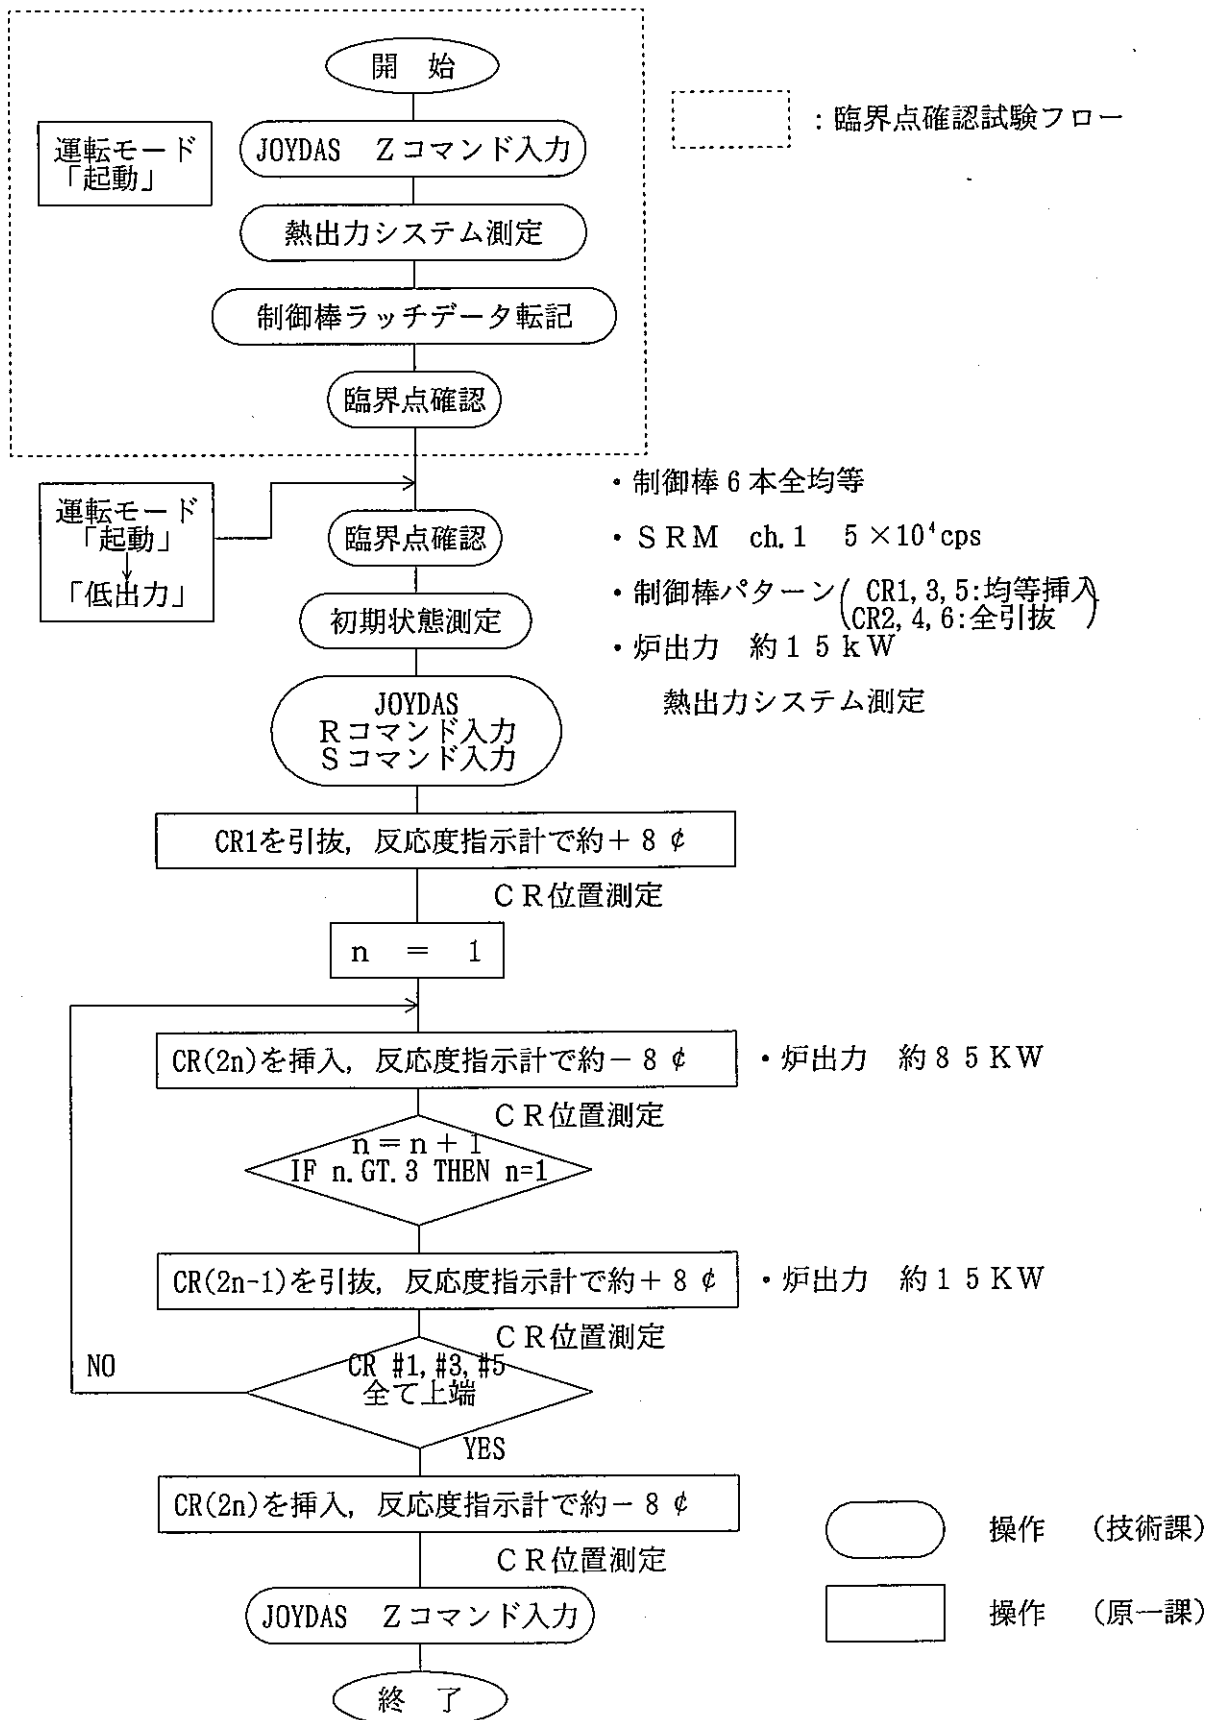 開 始
: 臨界点確認試験フロー
運転モード
「起動」
JOYDAS Zコマンド入力
熱出力システム測定
制御棒ラッチデータ転記
臨界点確認
運転モード
「起動」
↓
「低出力」
臨界点確認
初期状態測定
・制御棒6本全均等
・SRM ch.1 5×10⁴cps
・制御棒パターン( CR1,3,5:均等挿入
CR2,4,6:全引抜 )
・炉出力 約15kW
熱出力システム測定
JOYDAS
Rコマンド入力
Sコマンド入力
CR1を引抜, 反応度指示計で約+8¢
CR位置測定
n = 1
CR(2n)を挿入, 反応度指示計で約-8¢
・炉出力 約85KW
CR位置測定
n=n+1
IF n.GT.3 THEN n=1
CR(2n-1)を引抜, 反応度指示計で約+8¢
・炉出力 約15KW
CR位置測定
NO
CR #1,#3,#5
全て上端
YES
CR(2n)を挿入, 反応度指示計で約-8¢
CR位置測定
JOYDAS Zコマンド入力
終 了
操作 (技術課)
操作 (原一課)